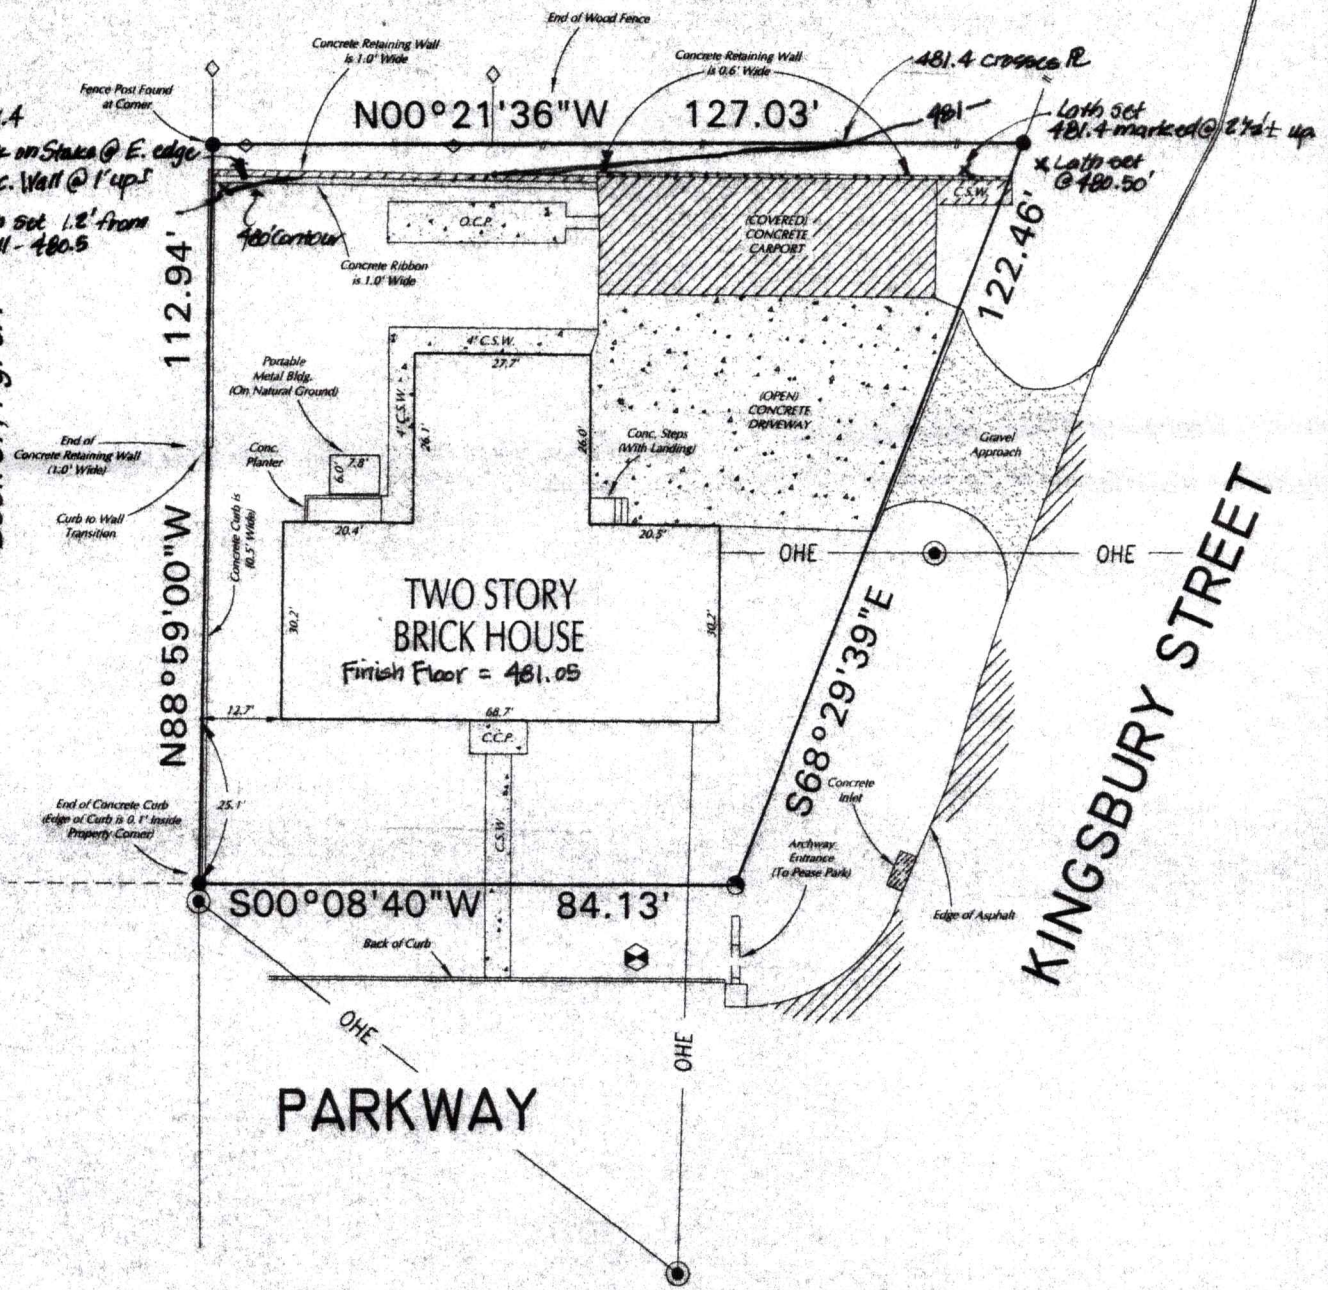 End of Wood Fence
Concrete Retaining Wall
is 1.0' Wide
Concrete Retaining Wall
is 0.6' Wide
481.4 crosses PL
Fence Post Found
at Corner
N00°21'36"W 127.03'
481
Lath set
481.4 marked @ 2½'± up
Lath set
@ 480.50'
on Stake @ E. edge
Wall @ 1' up
set 1.2' from
480.5
480' contour
O.C.P.
Concrete Ribbon
is 1.0' Wide
(COVERED)
CONCRETE
CARPORT
C.S.W.
122.46'
112.94'
4' C.S.W.
27.7'
Portable
Metal Bldg.
(On Natural Ground)
4' C.S.W.
26.1'
26.0'
(OPEN)
CONCRETE
DRIVEWAY
Conc. Steps
(With Landing)
Gravel
Approach
End of
Concrete Retaining Wall
(1.0' Wide)
Conc.
Planter
6.0'
7.8'
Curb to Wall
Transition
Concrete Curb is
(0.5' Wide)
20.4'
20.5'
OHE
OHE
TWO STORY
BRICK HOUSE
Finish Floor = 481.05
30.2'
30.2'
N88°59'00"W
S68°29'39"E
KINGSBURY STREET
12.7'
68.7'
C.C.P.
25.1'
End of Concrete Curb
(Edge of Curb is 0.1' Inside
Property Corner)
C.S.W.
Concrete
Inlet
Archway
Entrance
(To Pease Park)
S00°08'40"W 84.13'
Edge of Asphalt
Back of Curb
OHE
OHE
PARKWAY